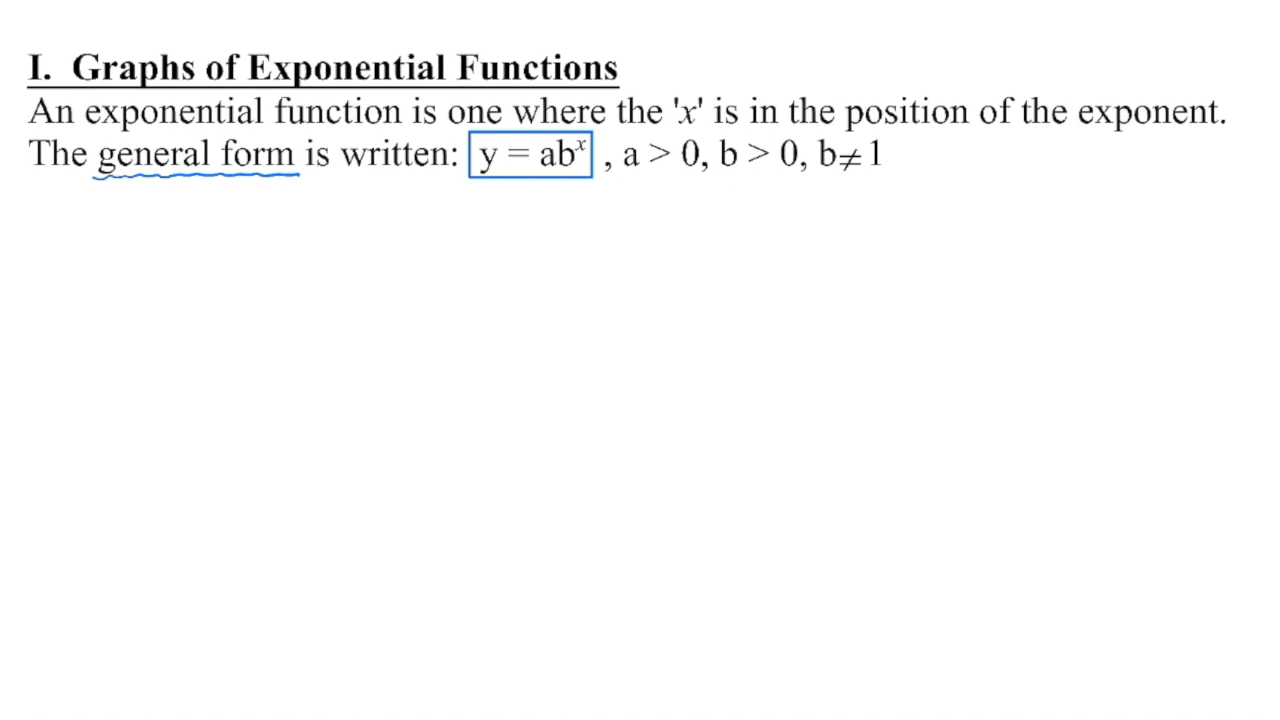 I. Graphs of Exponential Functions
An exponential function is one where the 'x' is in the position of the exponent.
The general form is written: y = abˣ , a > 0, b > 0, b≠1